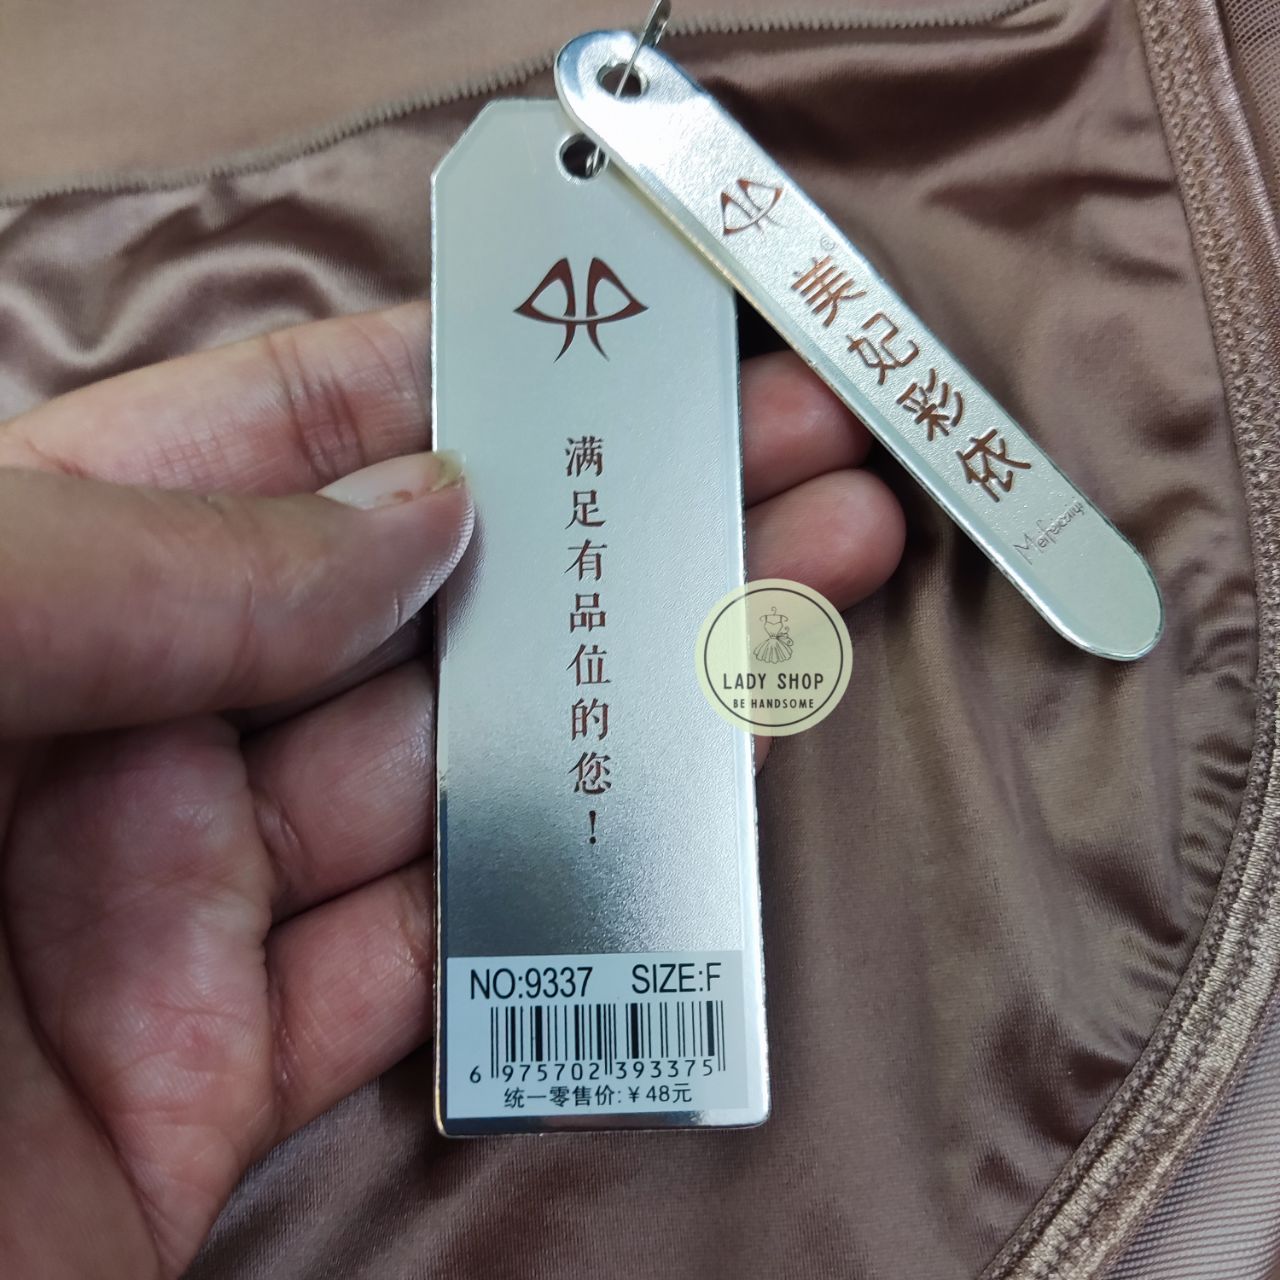 美妃彩依
®
Meifeicaiyi
满足有品位的您！
LADY SHOP
BE HANDSOME
NO:9337 SIZE:F
6 975702 393375
统一零售价:￥48元